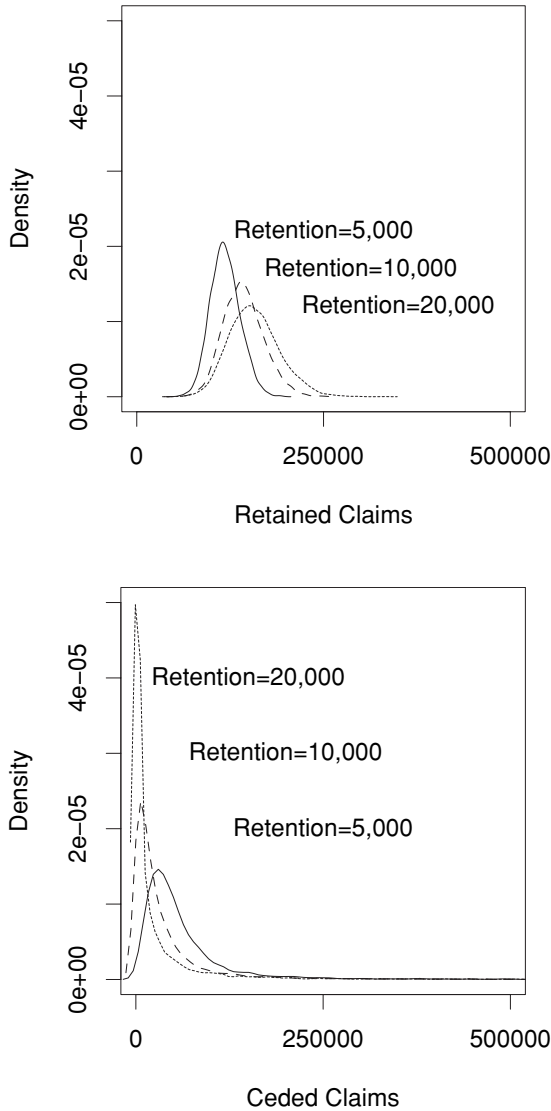 Density
4e−05
2e−05
0e+00
Retention=5,000
Retention=10,000
Retention=20,000
0
250000
500000
Retained Claims
Density
4e−05
2e−05
0e+00
Retention=20,000
Retention=10,000
Retention=5,000
0
250000
500000
Ceded Claims